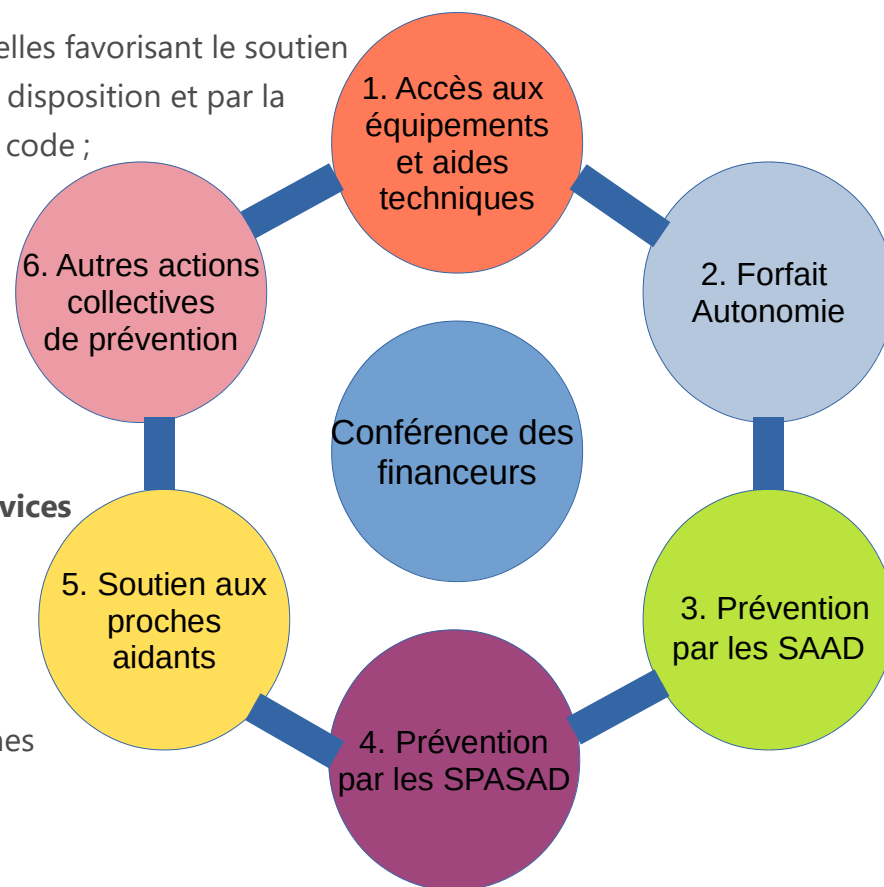 elles favorisant le soutien
disposition et par la
code ;
vices
nes
1. Accès aux
équipements
et aides
techniques
2. Forfait
Autonomie
3. Prévention
par les SAAD
4. Prévention
par les SPASAD
5. Soutien aux
proches
aidants
6. Autres actions
collectives
de prévention
Conférence des
financeurs